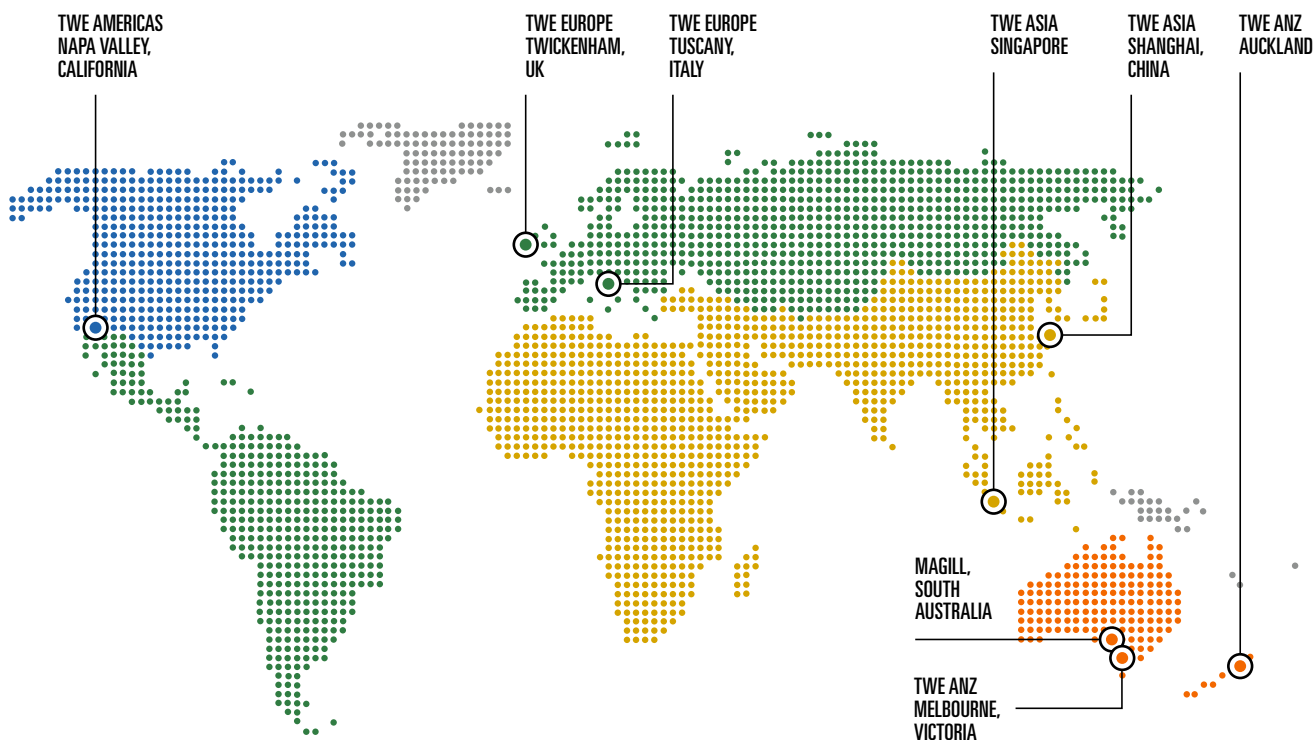 TWE AMERICAS
NAPA VALLEY,
CALIFORNIA
TWE EUROPE
TWICKENHAM,
UK
TWE EUROPE
TUSCANY,
ITALY
TWE ASIA
SINGAPORE
TWE ASIA
SHANGHAI,
CHINA
TWE ANZ
AUCKLAND
MAGILL,
SOUTH
AUSTRALIA
TWE ANZ
MELBOURNE,
VICTORIA